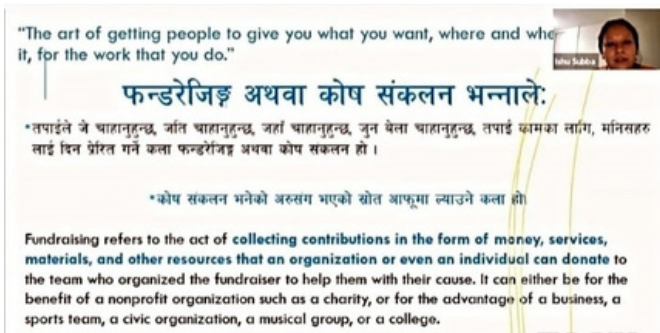 “The art of getting people to give you what you want, where and
it, for the work that you do.”
Ishu Subba
फन्डरेजिङ्ग अथवा कोष संकलन भन्नाले:
•तपाईले जे चाहानुहुन्छ, जति चाहानुहुन्छ, जहाँ चाहानुहुन्छ, जुन बेला चाहानुहुन्छ, तपाई कामका लागि, मानिसहरु
लाई दिन प्रेरित गर्ने कला फन्डरेजिङ्ग अथवा कोष संकलन हो ।
•कोष संकलन भनेको अरुसंग भएको स्रोत आफूमा ल्याउने कला हो।
Fundraising refers to the act of collecting contributions in the form of money, services,
materials, and other resources that an organization or even an individual can donate to
the team who organized the fundraiser to help them with their cause. It can either be for the
benefit of a nonprofit organization such as a charity, or for the advantage of a business, a
sports team, a civic organization, a musical group, or a college.